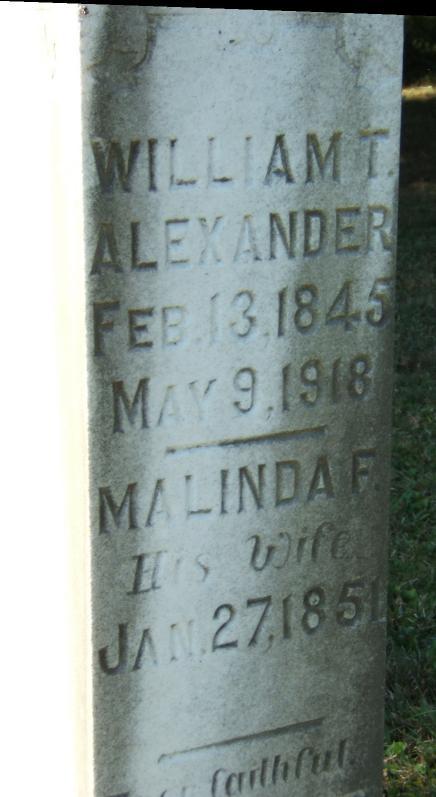 WILLIAM T.
ALEXANDER
FEB. 13, 1845
MAY 9, 1918
MALINDA F.
His Wife
JAN. 27, 1851
faithful.